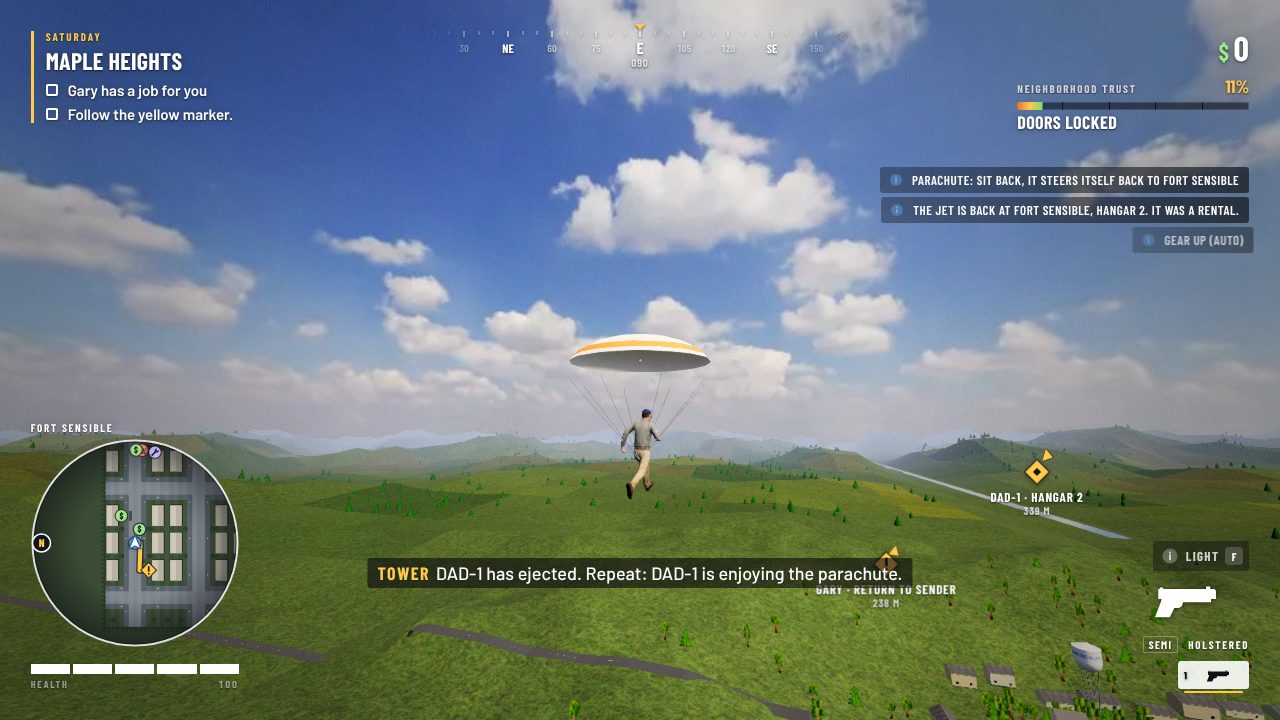 SATURDAY
MAPLE HEIGHTS
Gary has a job for you
Follow the yellow marker.
30 NE 60 75 E 105 120 SE 150
090
$ 0
NEIGHBORHOOD TRUST 11%
DOORS LOCKED
PARACHUTE: SIT BACK, IT STEERS ITSELF BACK TO FORT SENSIBLE
THE JET IS BACK AT FORT SENSIBLE, HANGAR 2. IT WAS A RENTAL.
GEAR UP (AUTO)
DAD-1 · HANGAR 2
339 M
TOWER DAD-1 has ejected. Repeat: DAD-1 is enjoying the parachute.
GARY · RETURN TO SENDER
238 M
FORT SENSIBLE
N
HEALTH 100
LIGHT F
SEMI HOLSTERED
1